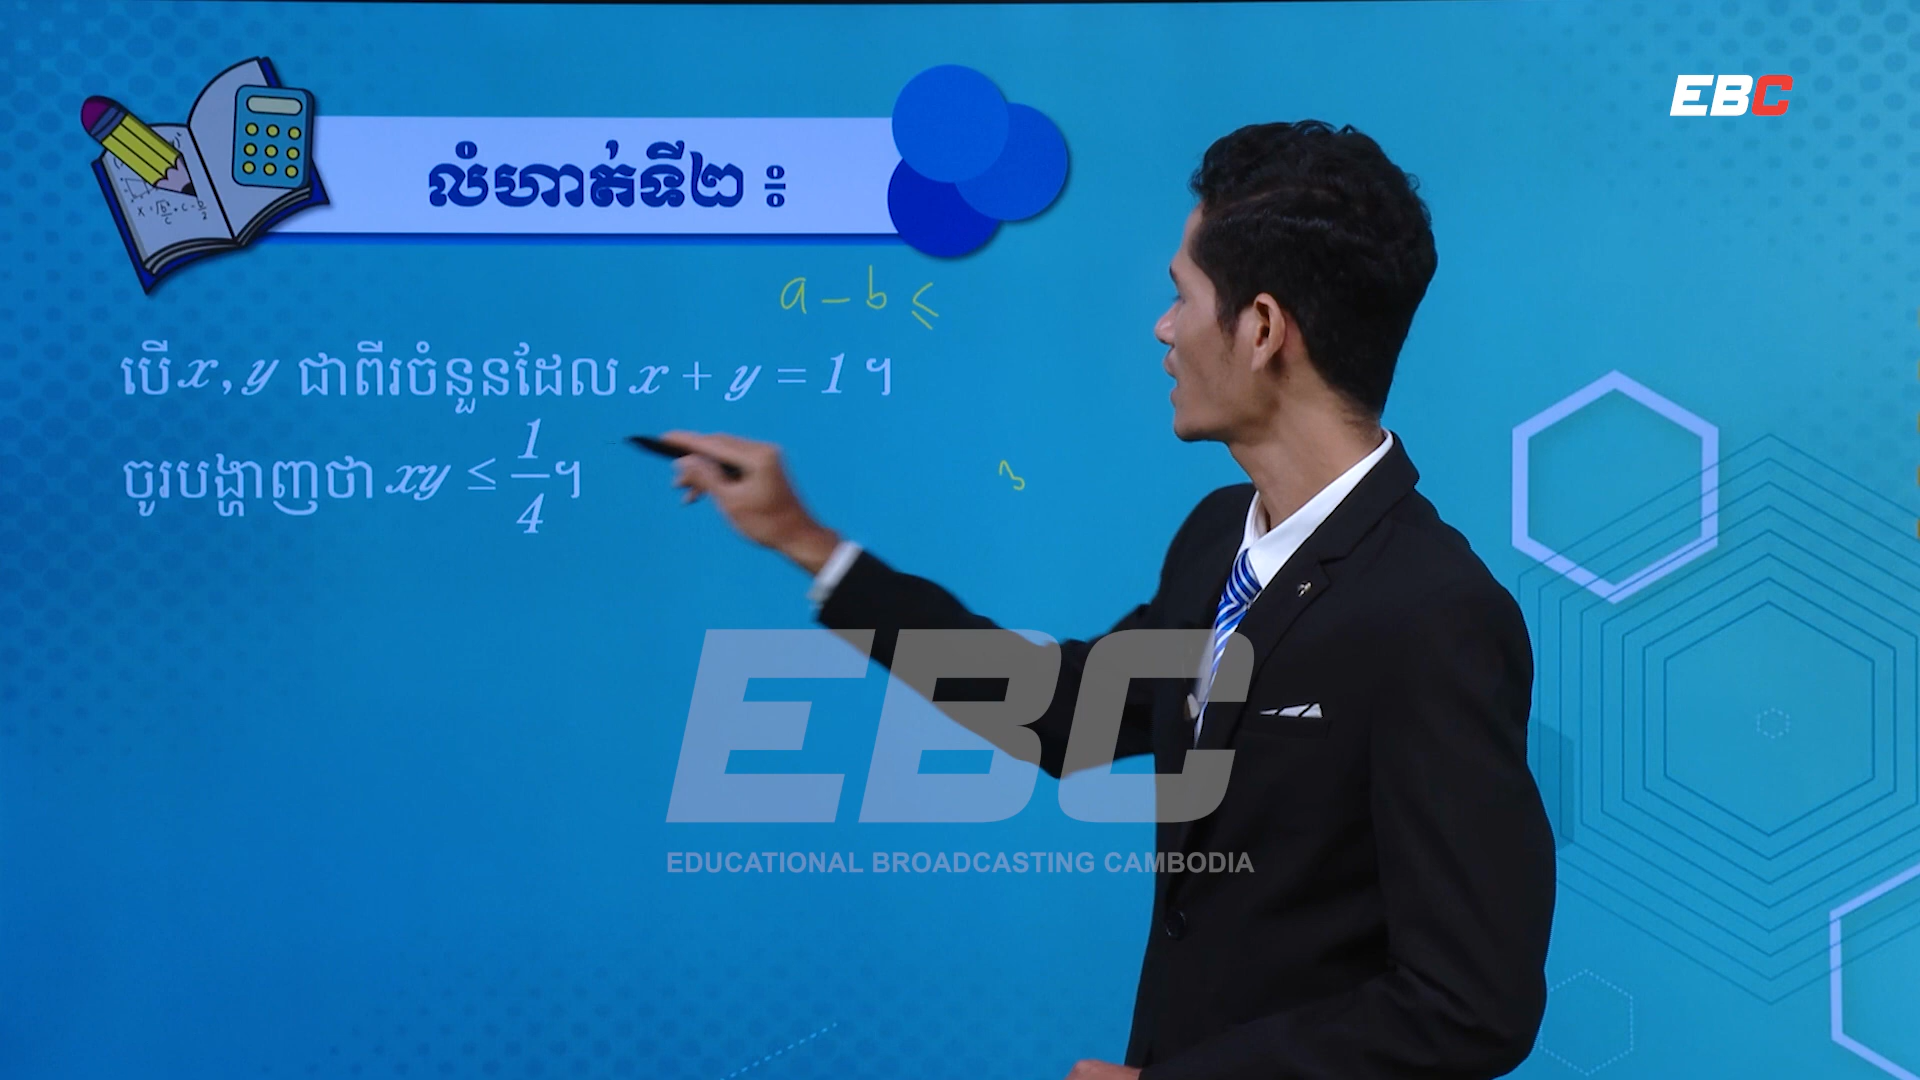 EBC
លំហាត់ទី២ ៖
a - b ≤
បើ x, y ជាពីរចំនួនដែល x + y = 1 ។
ចូរបង្ហាញថា xy ≤ 1/4 ។
EBC
EDUCATIONAL BROADCASTING CAMBODIA